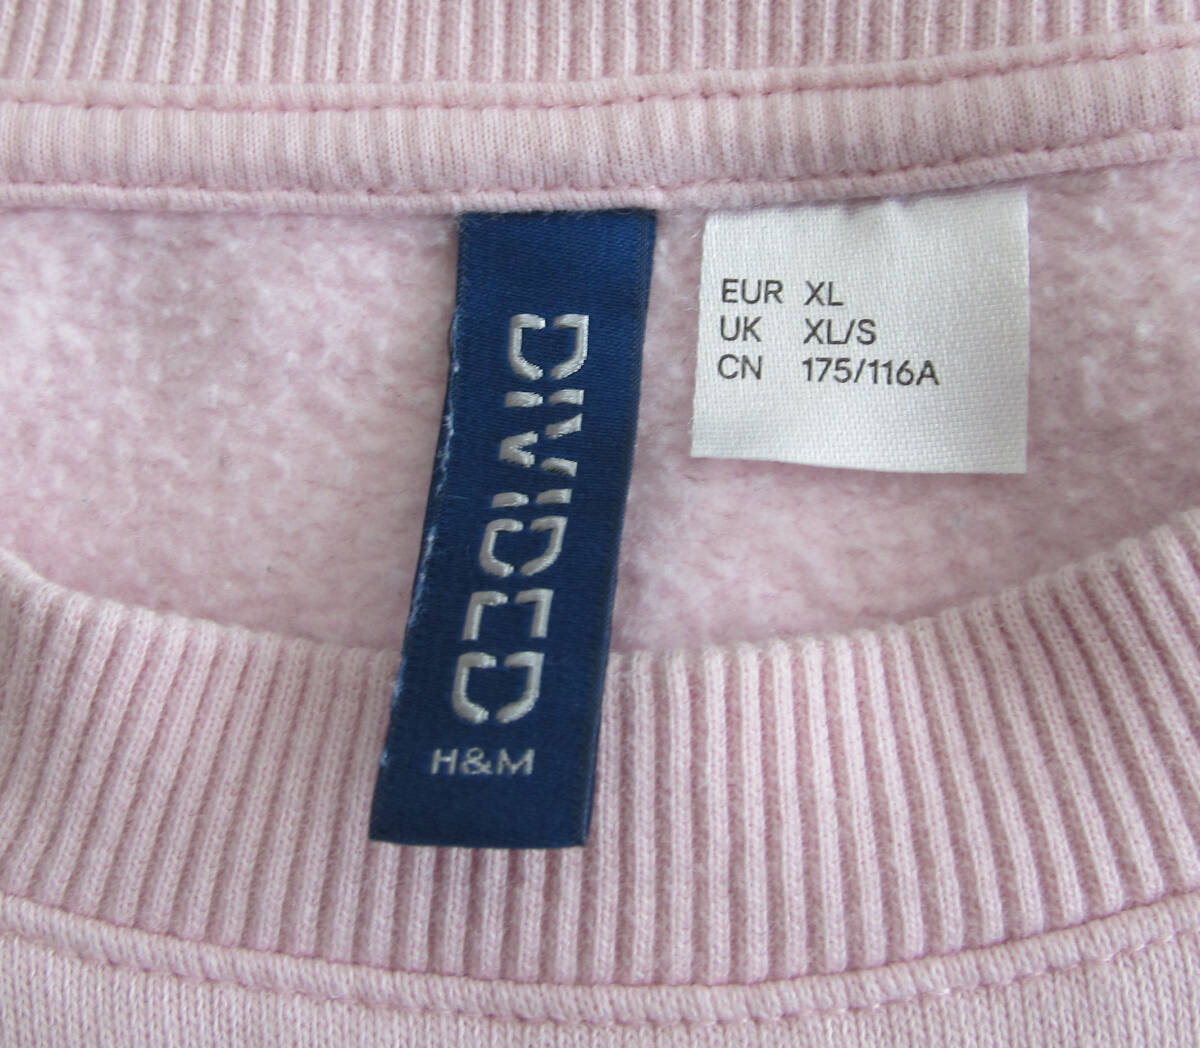 DIVIDED
H&M
EUR XL
UK XL/S
CN 175/116A